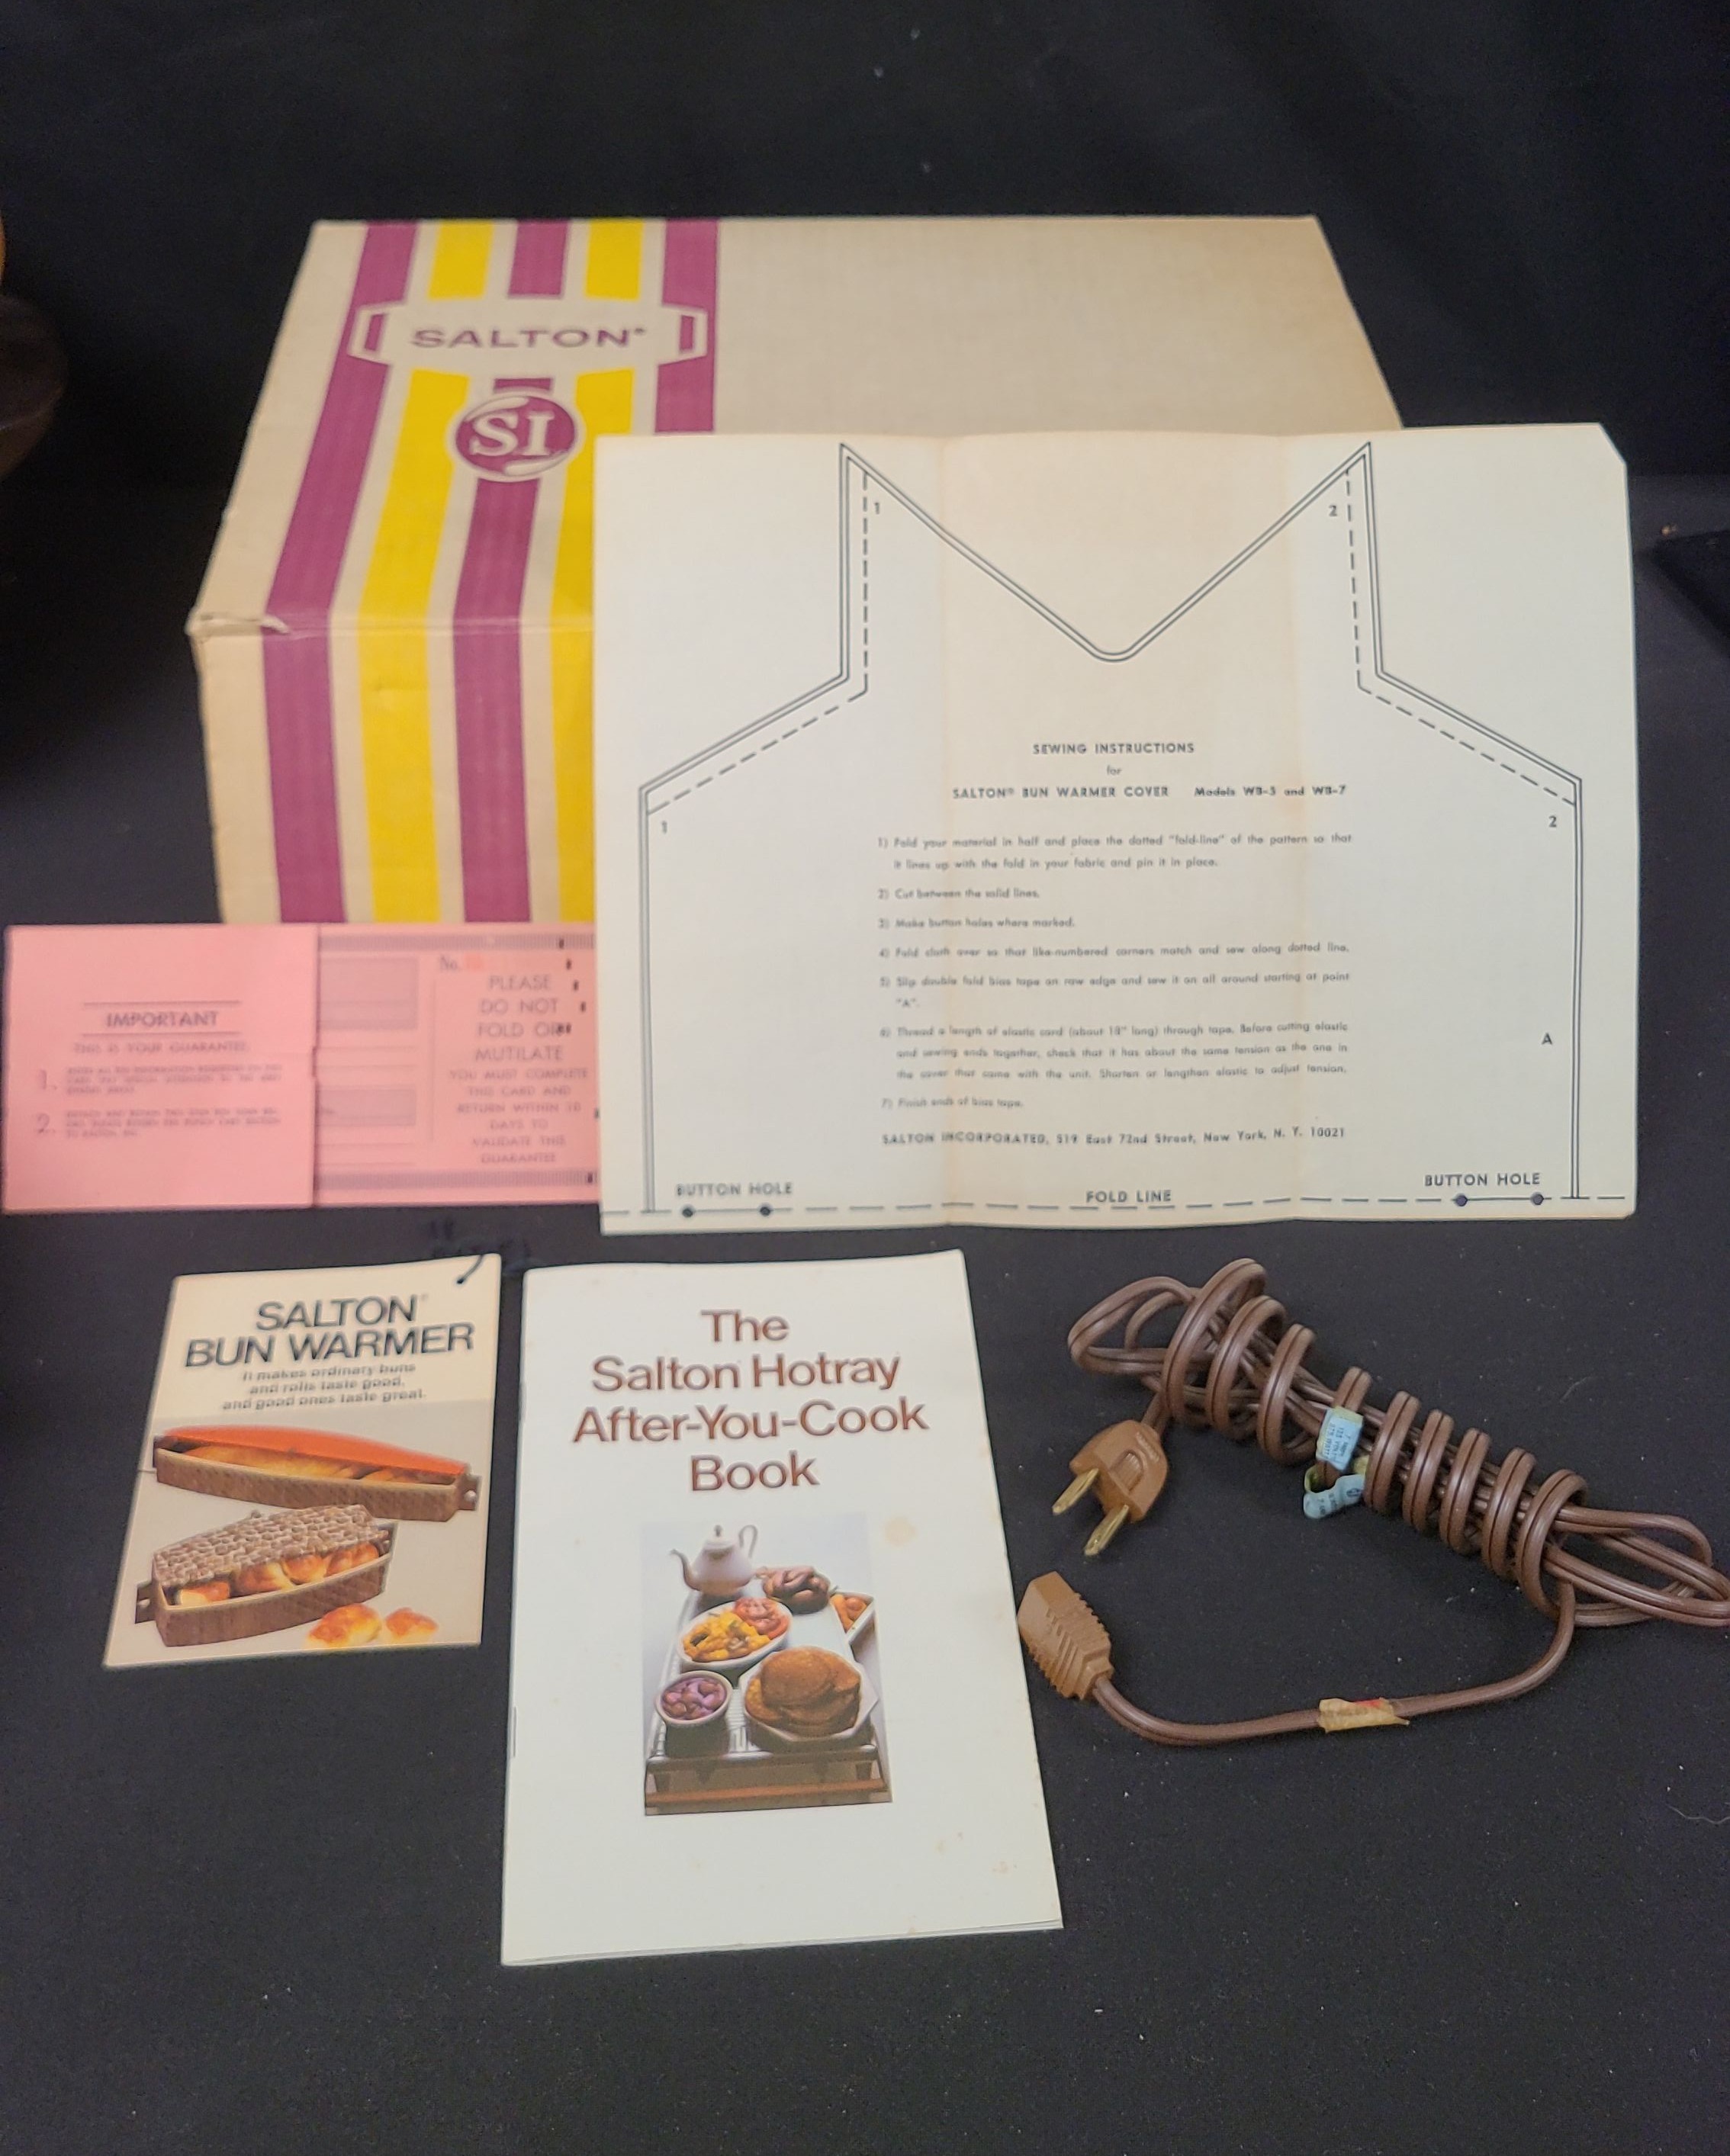 SALTON®
SI
1
2
SEWING INSTRUCTIONS
for
SALTON® BUN WARMER COVER Models WB-3 and WB-7
1
2
1) Fold your material in half and place the dotted "fold-line" of the pattern so that
it lines up with the fold in your fabric and pin it in place.
2) Cut between the solid lines.
3) Make button holes where marked.
4) Fold cloth over so that like-numbered corners match and sew along dotted line.
5) Slip double fold bias tape on raw edge and sew it on all around starting at point
"A".
6) Thread a length of elastic cord (about 18" long) through tape. Before cutting elastic
and sewing ends together, check that it has about the same tension as the one in
the cover that came with the unit. Shorten or lengthen elastic to adjust tension.
7) Finish ends of bias tape.
A
SALTON INCORPORATED, 519 East 72nd Street, New York, N. Y. 10021
BUTTON HOLE
FOLD LINE
BUTTON HOLE
IMPORTANT
THIS IS YOUR GUARANTEE.
1.
2.
No.
PLEASE
DO NOT
FOLD OR
MUTILATE
YOU MUST COMPLETE
THIS CARD AND
RETURN WITHIN 10
DAYS TO
VALIDATE THIS
GUARANTEE
SALTON®
BUN WARMER
It makes ordinary buns
and rolls taste good,
and good ones taste great.
The
Salton Hotray
After-You-Cook
Book